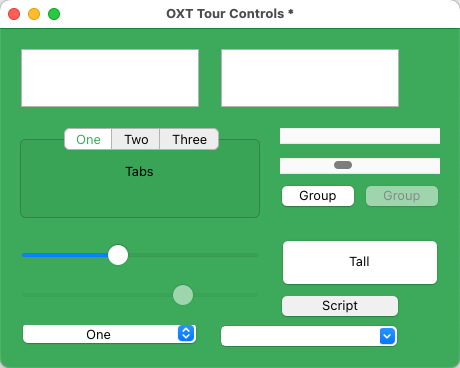 OXT Tour Controls *
One Two Three
Tabs
Group Group
Tall
Script
One